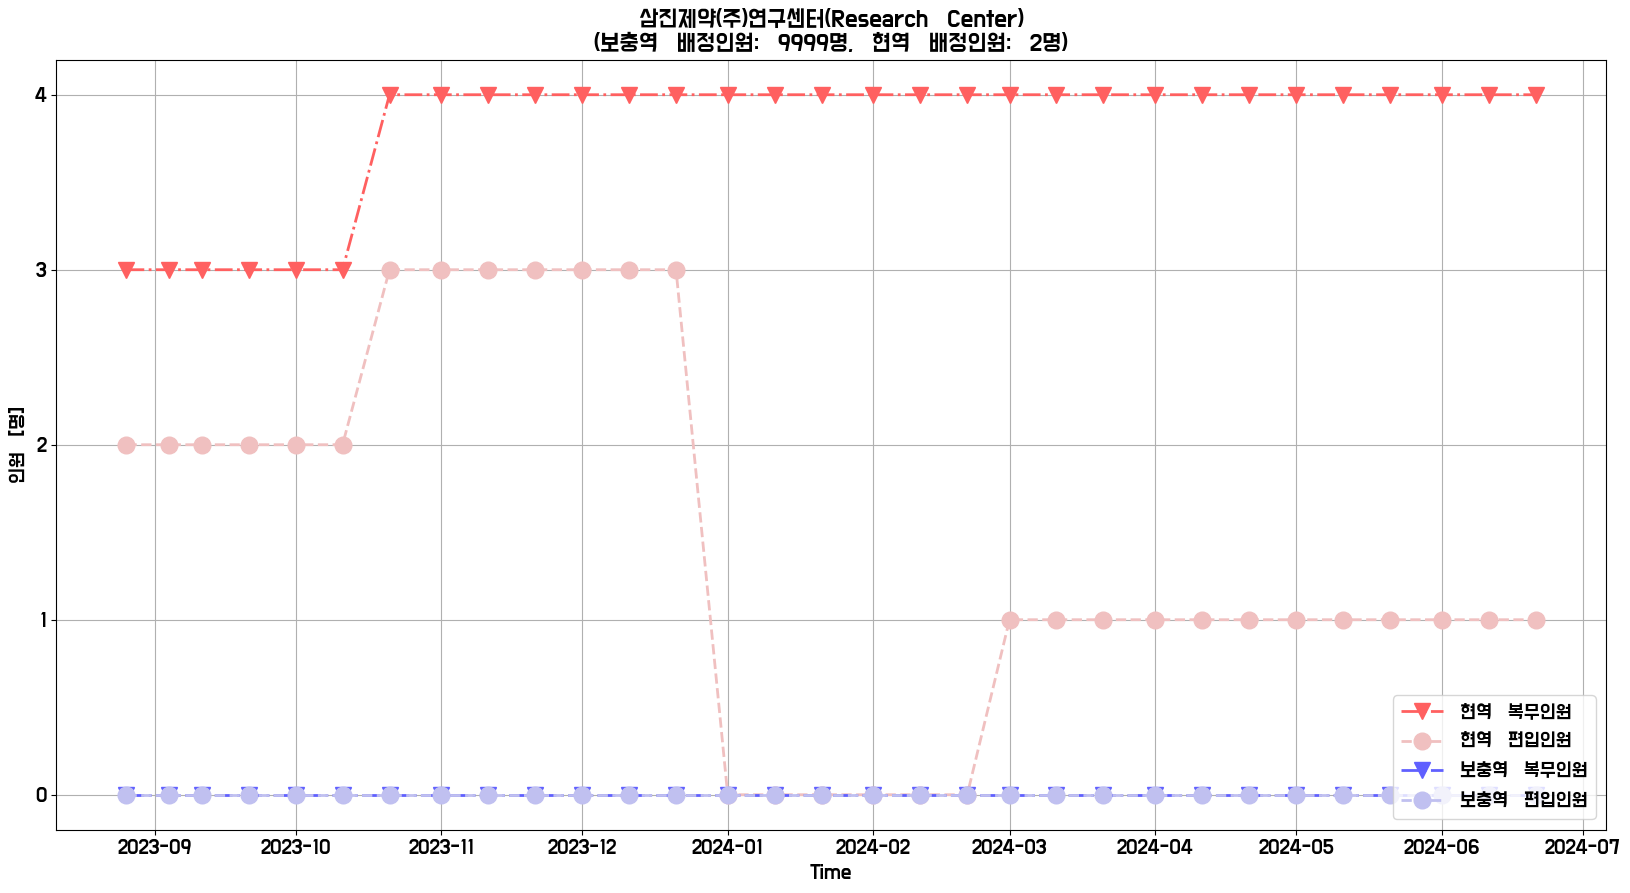 삼진제약(주)연구센터(Research Center)
(보충역 배정인원: 9999명, 현역 배정인원: 2명)
인원 [명]
4
3
2
1
0
2023-09 2023-10 2023-11 2023-12 2024-01 2024-02 2024-03 2024-04 2024-05 2024-06 2024-07
Time
현역 복무인원
현역 편입인원
보충역 복무인원
보충역 편입인원